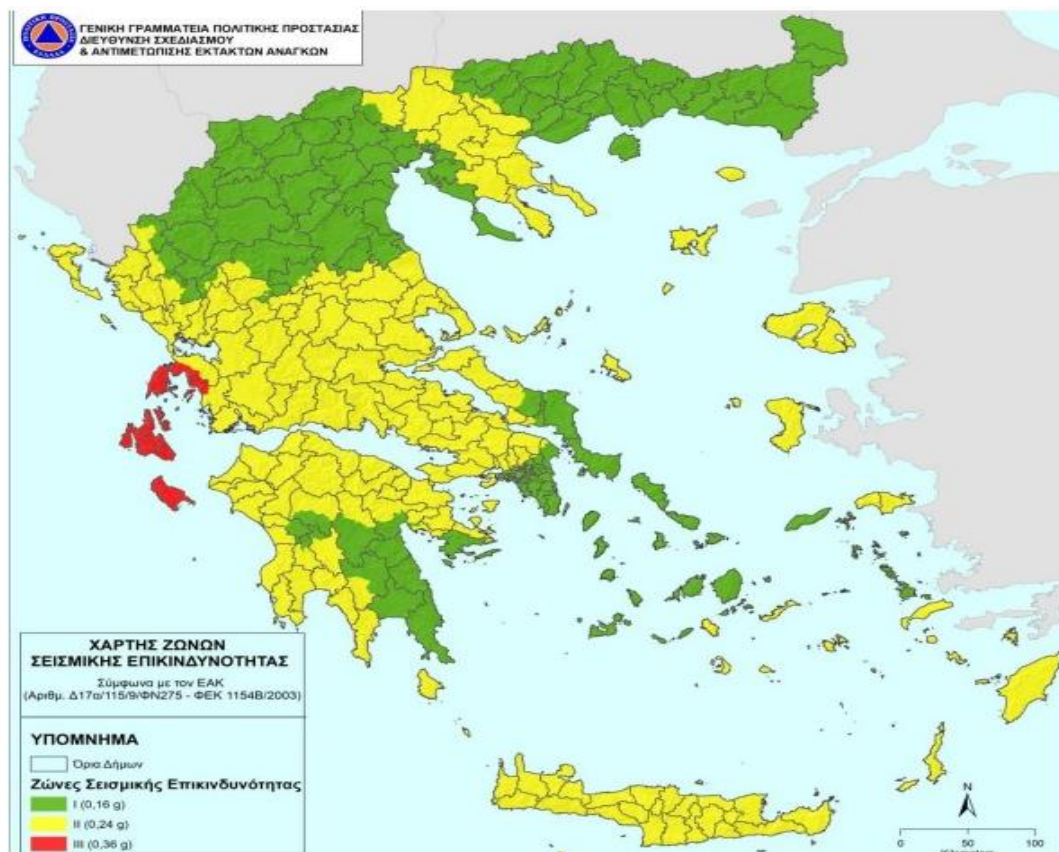 ΓΕΝΙΚΗ ΓΡΑΜΜΑΤΕΙΑ ΠΟΛΙΤΙΚΗΣ ΠΡΟΣΤΑΣΙΑΣ
ΔΙΕΥΘΥΝΣΗ ΣΧΕΔΙΑΣΜΟΥ
& ΑΝΤΙΜΕΤΩΠΙΣΗΣ ΕΚΤΑΚΤΩΝ ΑΝΑΓΚΩΝ
ΧΑΡΤΗΣ ΖΩΝΩΝ
ΣΕΙΣΜΙΚΗΣ ΕΠΙΚΙΝΔΥΝΟΤΗΤΑΣ
Σύμφωνα με τον ΕΑΚ
(Αριθμ. Δ17α/115/9/ΦΝ275 - ΦΕΚ 1154Β/2003)
ΥΠΟΜΝΗΜΑ
Όρια Δήμων
Ζώνες Σεισμικής Επικινδυνότητας
I (0,16 g)
II (0,24 g)
III (0,36 g)
N
0 50 100